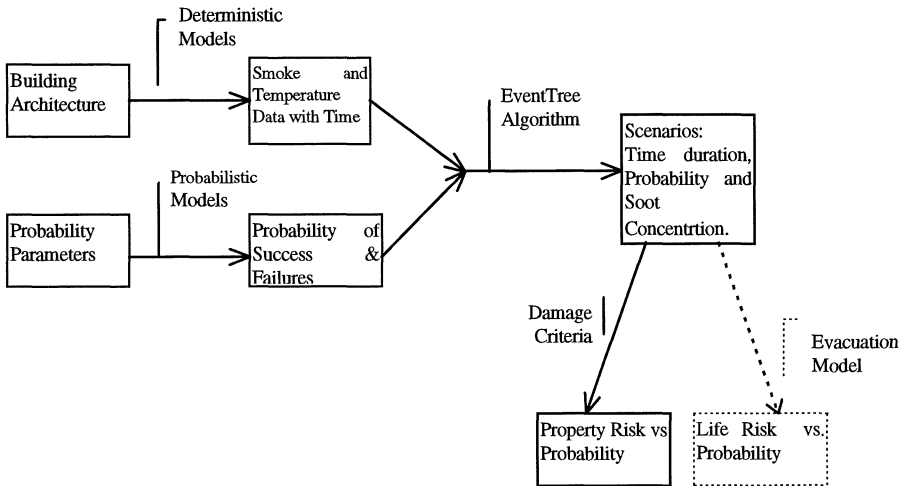 Deterministic
Models
Building
Architecture
Smoke and
Temperature
Data with Time
EventTree
Algorithm
Scenarios:
Time duration,
Probability and
Soot
Concentrtion.
Probabilistic
Models
Probability
Parameters
Probability of
Success &
Failures
Damage
Criteria
Evacuation
Model
Property Risk vs
Probability
Life Risk vs.
Probability